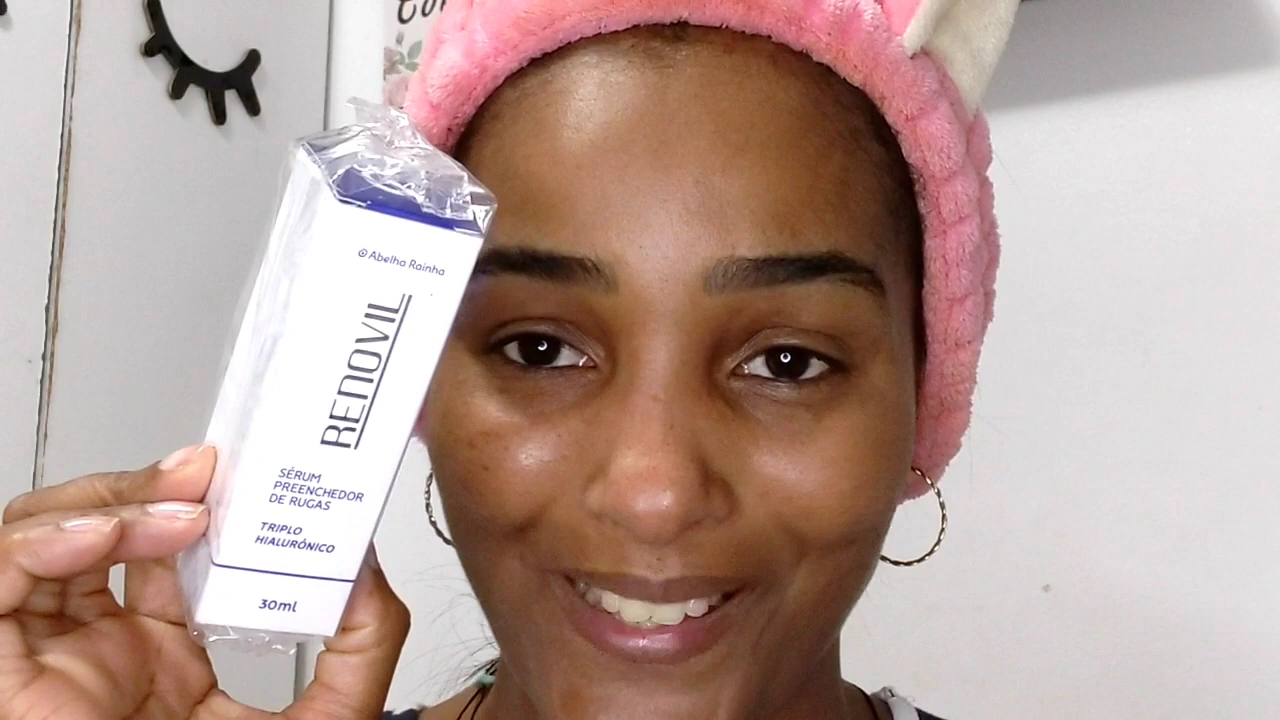 Abelha Rainha
RENOVIL
SÉRUM
PREENCHEDOR
DE RUGAS
TRIPLO
HIALURÔNICO
30ml